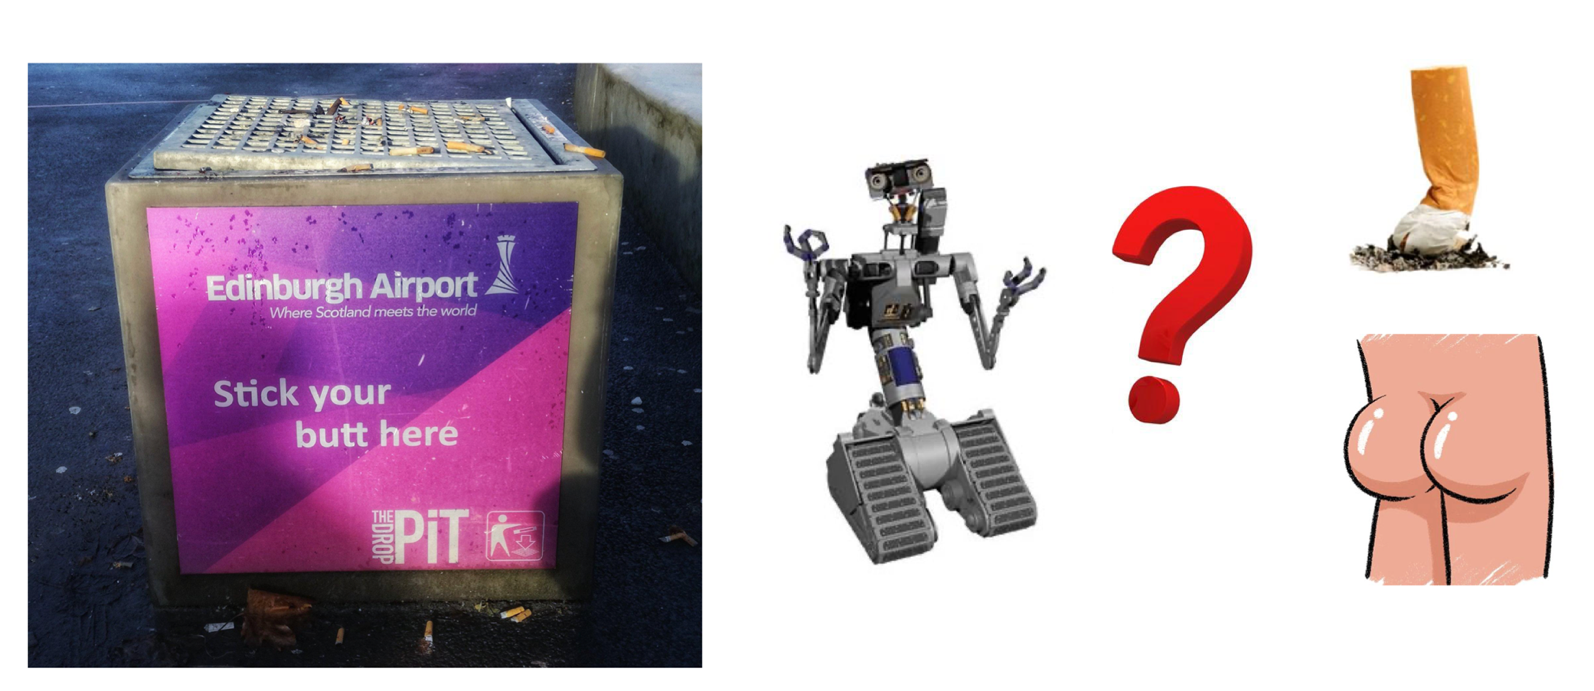 Edinburgh Airport
Where Scotland meets the world
Stick your
butt here
THE
DROP
PiT
?